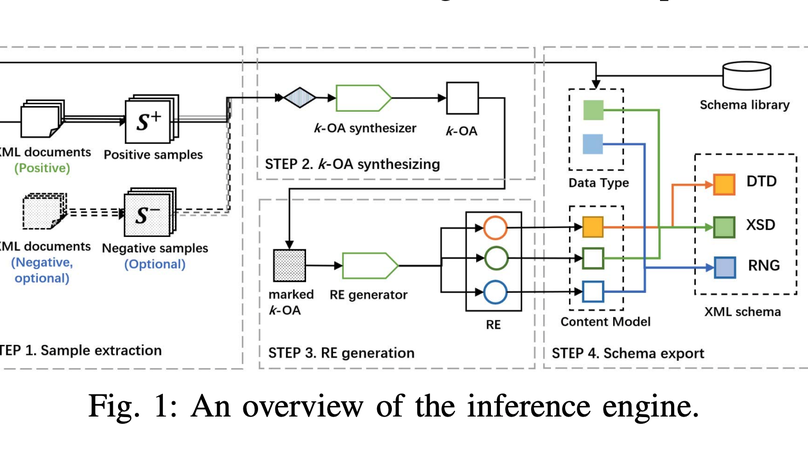 Schema library
XML documents
(Positive)
S+
Positive samples
k-OA synthesizer
k-OA
STEP 2. k-OA synthesizing
Data Type
DTD
XSD
RNG
XML schema
XML documents
(Negative,
optional)
S−
Negative samples
(Optional)
marked
k-OA
RE generator
RE
Content Model
STEP 1. Sample extraction
STEP 3. RE generation
STEP 4. Schema export
Fig. 1: An overview of the inference engine.